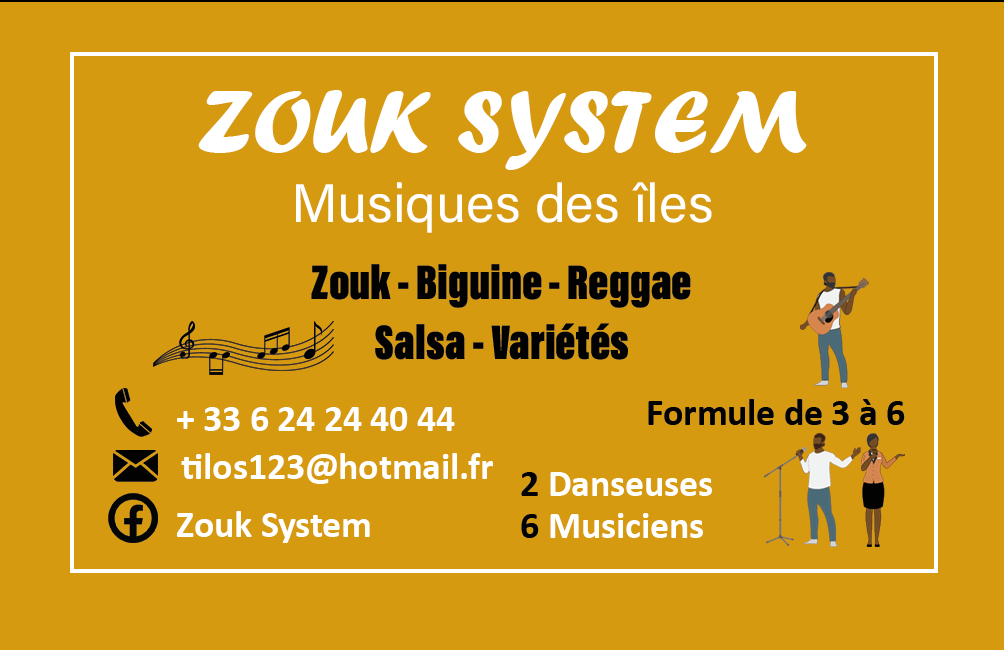 ZOUK SYSTEM
Musiques des îles
Zouk - Biguine - Reggae
Salsa - Variétés
+ 33 6 24 24 40 44
tilos123@hotmail.fr
Zouk System
Formule de 3 à 6
2 Danseuses
6 Musiciens